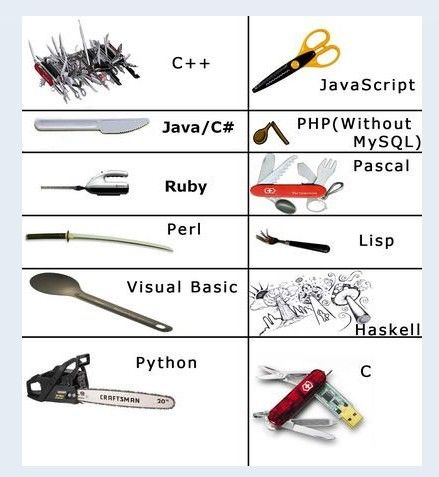 C++
JavaScript
Java/C#
PHP(Without
MySQL)
Ruby
Pascal
Perl
Lisp
Visual Basic
Haskell
Python
CRAFTSMAN 20"
C